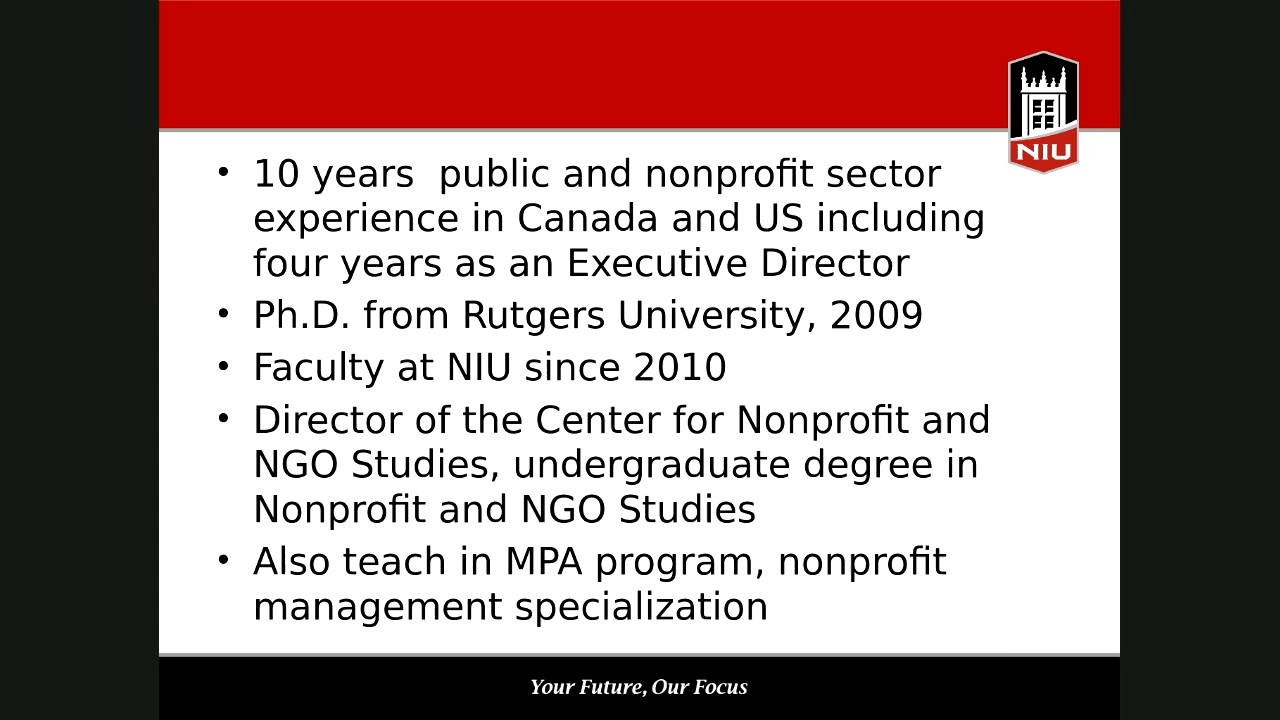 NIU
• 10 years  public and nonprofit sector
experience in Canada and US including
four years as an Executive Director
• Ph.D. from Rutgers University, 2009
• Faculty at NIU since 2010
• Director of the Center for Nonprofit and
NGO Studies, undergraduate degree in
Nonprofit and NGO Studies
• Also teach in MPA program, nonprofit
management specialization
Your Future, Our Focus